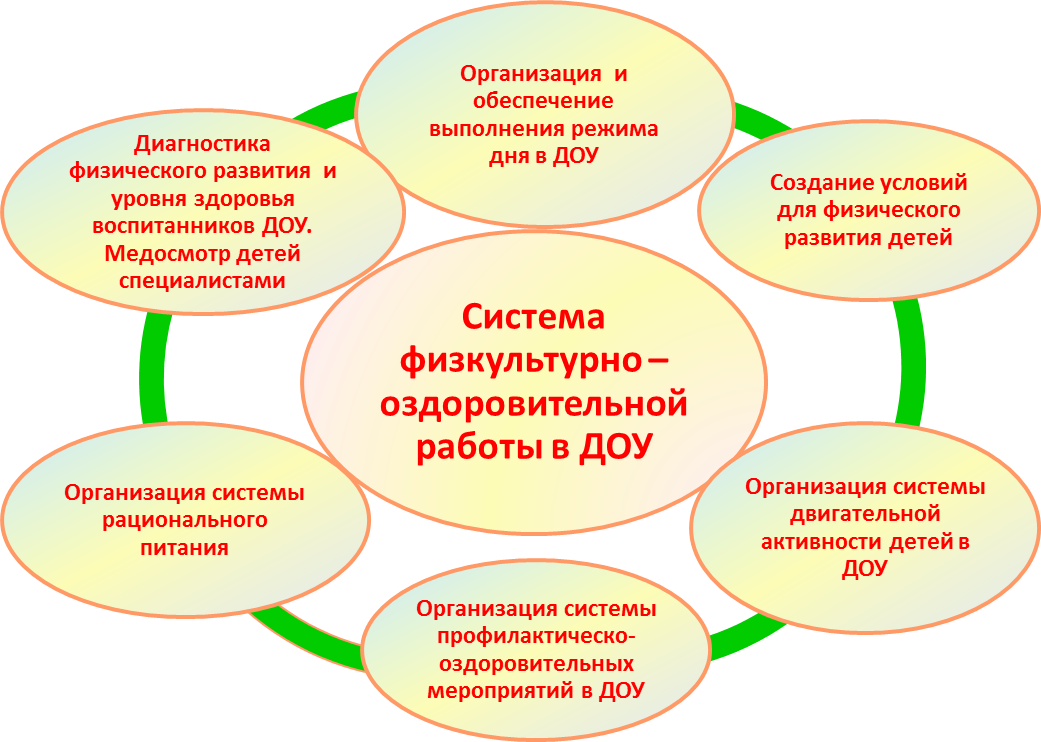 Организация и
обеспечение
выполнения режима
дня в ДОУ
Диагностика
физического развития и
уровня здоровья
воспитанников ДОУ.
Медосмотр детей
специалистами
Создание условий
для физического
развития детей
Система
физкультурно –
оздоровительной
работы в ДОУ
Организация системы
рационального
питания
Организация системы
двигательной
активности детей в
ДОУ
Организация системы
профилактическо-
оздоровительных
мероприятий в ДОУ